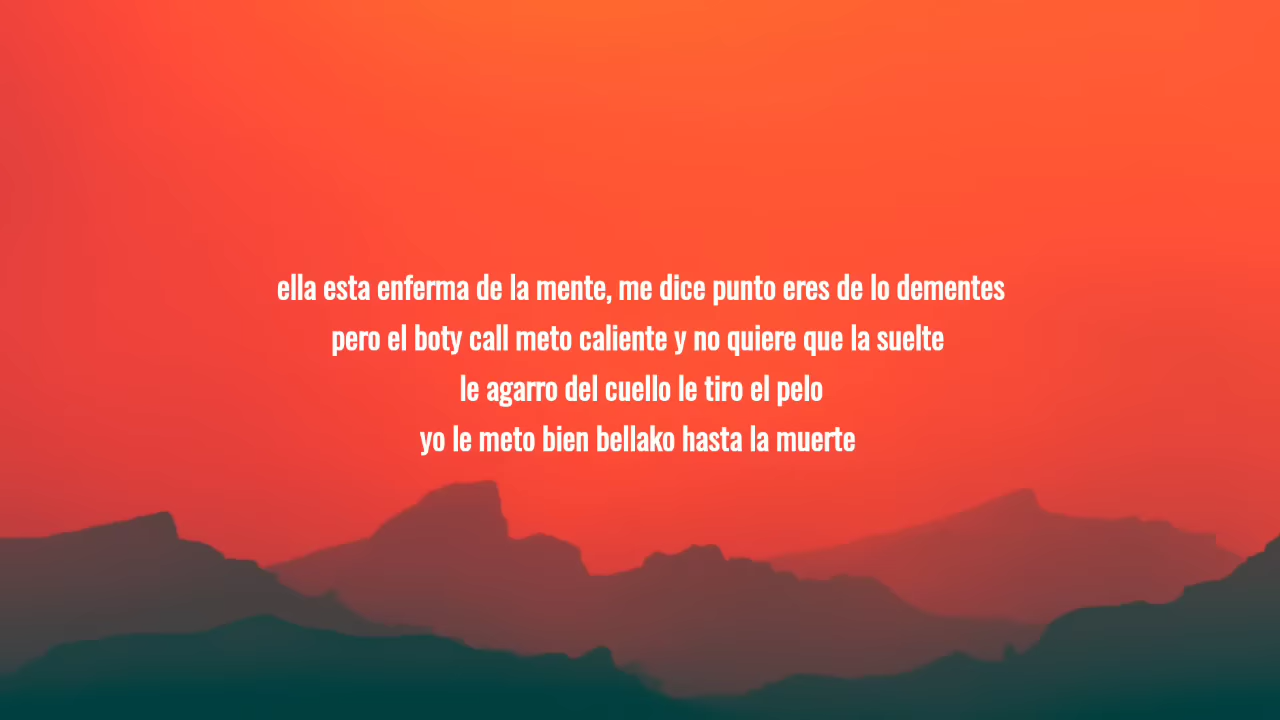 ella esta enferma de la mente, me dice punto eres de lo dementes
pero el boty call meto caliente y no quiere que la suelte
le agarro del cuello le tiro el pelo
yo le meto bien bellako hasta la muerte